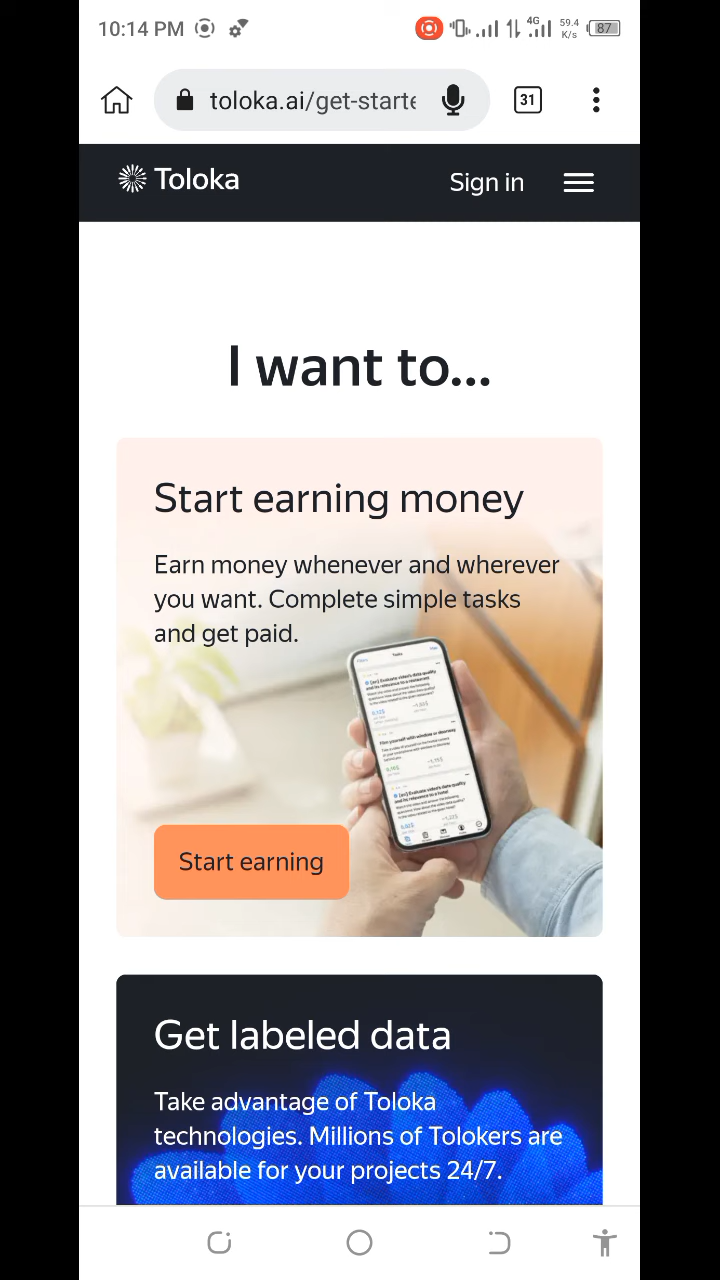 10:14 PM
4G
59.4
K/s
87
toloka.ai/get-starte
31
Toloka
Sign in
I want to...
Start earning money
Earn money whenever and wherever
you want. Complete simple tasks
and get paid.
Start earning
Get labeled data
Take advantage of Toloka
technologies. Millions of Tolokers are
available for your projects 24/7.